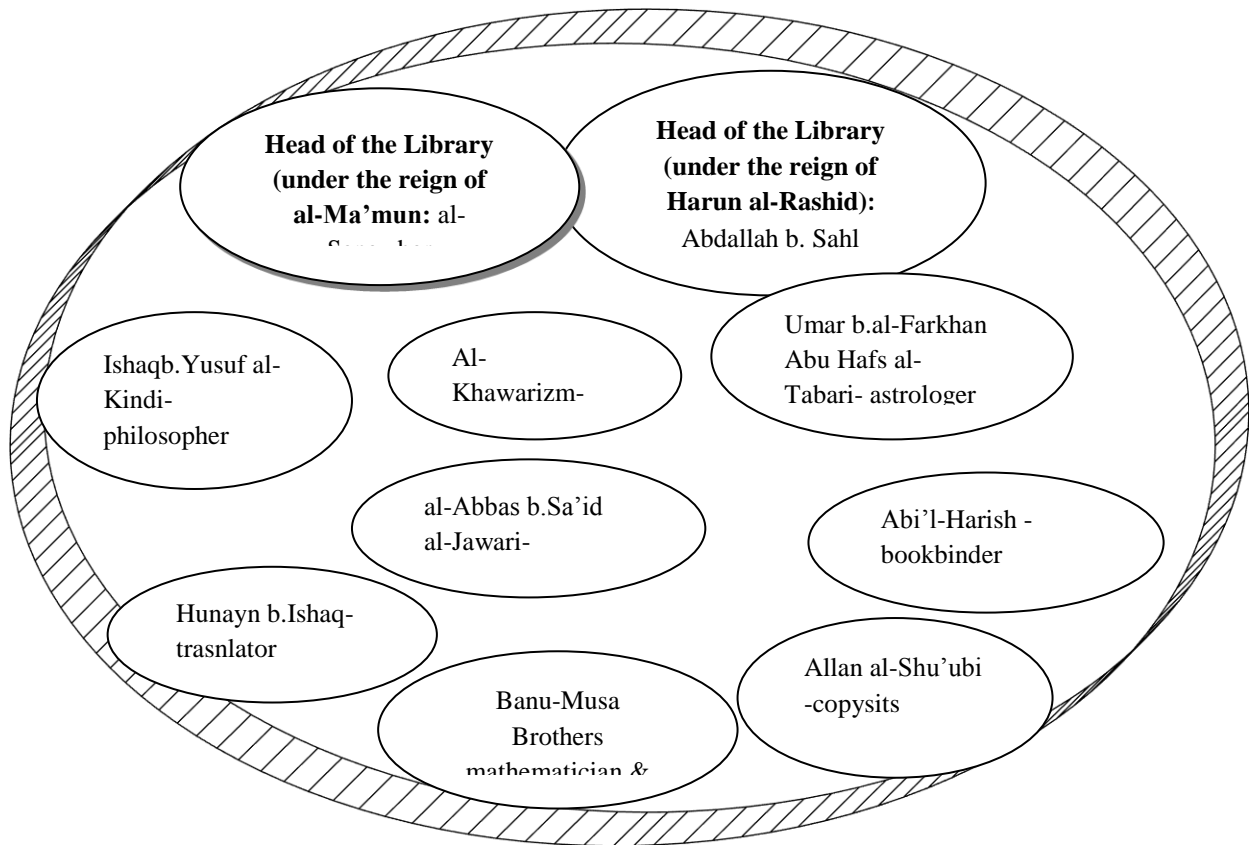 Head of the Library
(under the reign of
al-Ma’mun: al-
Head of the Library
(under the reign of
Harun al-Rashid):
Abdallah b. Sahl
Ishaqb.Yusuf al-
Kindi-
philosopher
Al-
Khawarizm-
Umar b.al-Farkhan
Abu Hafs al-
Tabari- astrologer
al-Abbas b.Sa’id
al-Jawari-
Abi’l-Harish -
bookbinder
Hunayn b.Ishaq-
trasnlator
Banu-Musa
Brothers
mathematician &
Allan al-Shu’ubi
-copysits